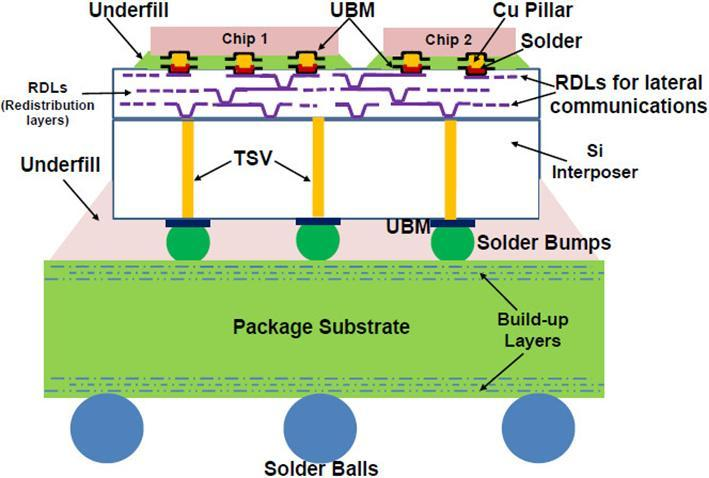 Underfill
UBM
Cu Pillar
Chip 1
Chip 2
Solder
RDLs
(Redistribution
layers)
RDLs for lateral
communications
TSV
Si
Interposer
Underfill
UBM
Solder Bumps
Package Substrate
Build-up
Layers
Solder Balls